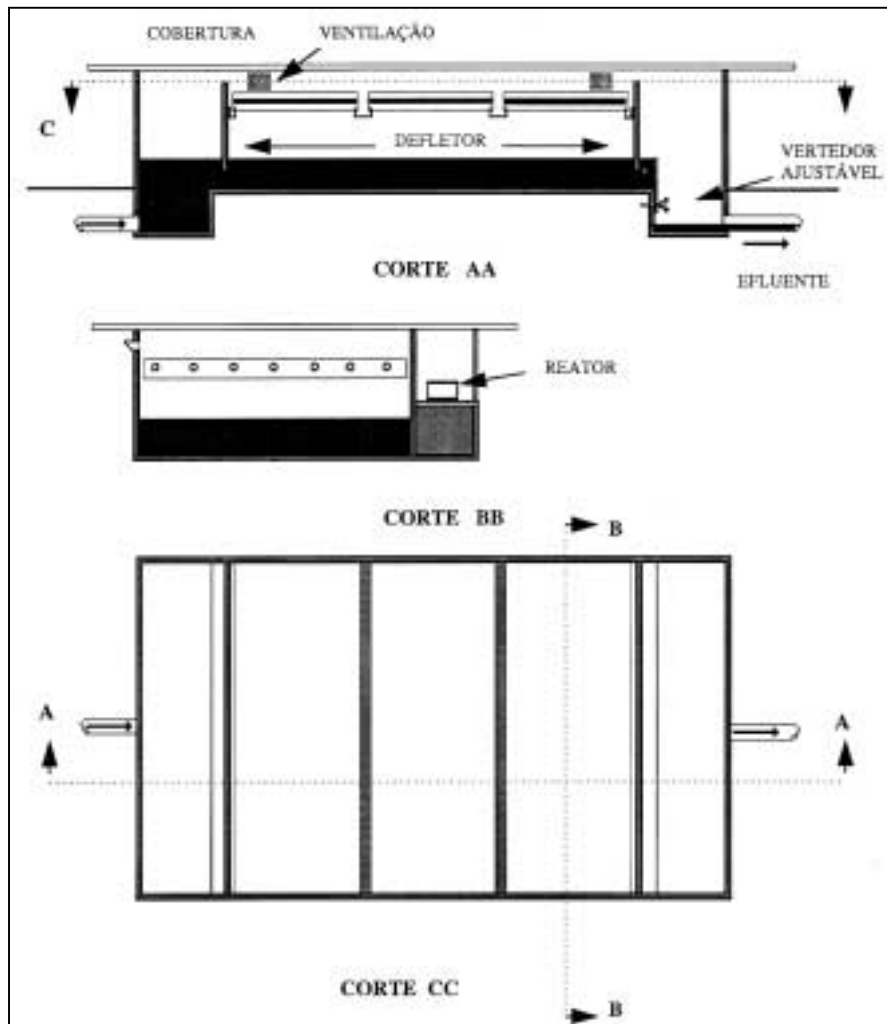 COBERTURA
VENTILAÇÃO
C
DEFLETOR
VERTEDOR
AJUSTÁVEL
CORTE AA
EFLUENTE
REATOR
CORTE BB
B
A
A
CORTE CC
B